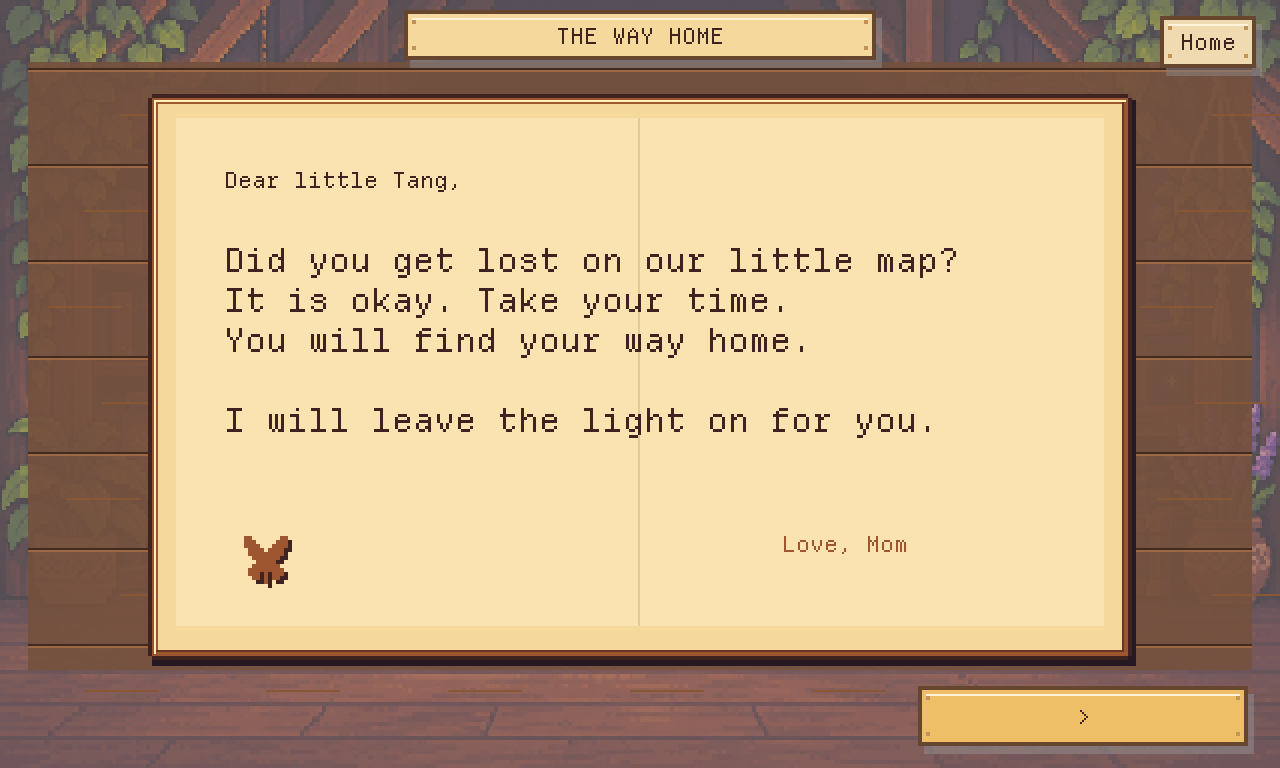 THE WAY HOME
Home
Dear little Tang,
Did you get lost on our little map?
It is okay. Take your time.
You will find your way home.
I will leave the light on for you.
Love, Mom
>